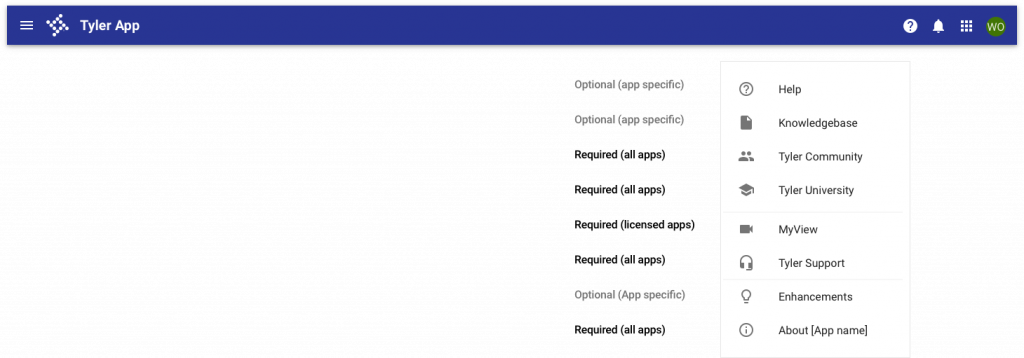 Tyler App
WO
Optional (app specific) Help
Optional (app specific) Knowledgebase
Required (all apps) Tyler Community
Required (all apps) Tyler University
Required (licensed apps) MyView
Required (all apps) Tyler Support
Optional (App specific) Enhancements
Required (all apps) About [App name]